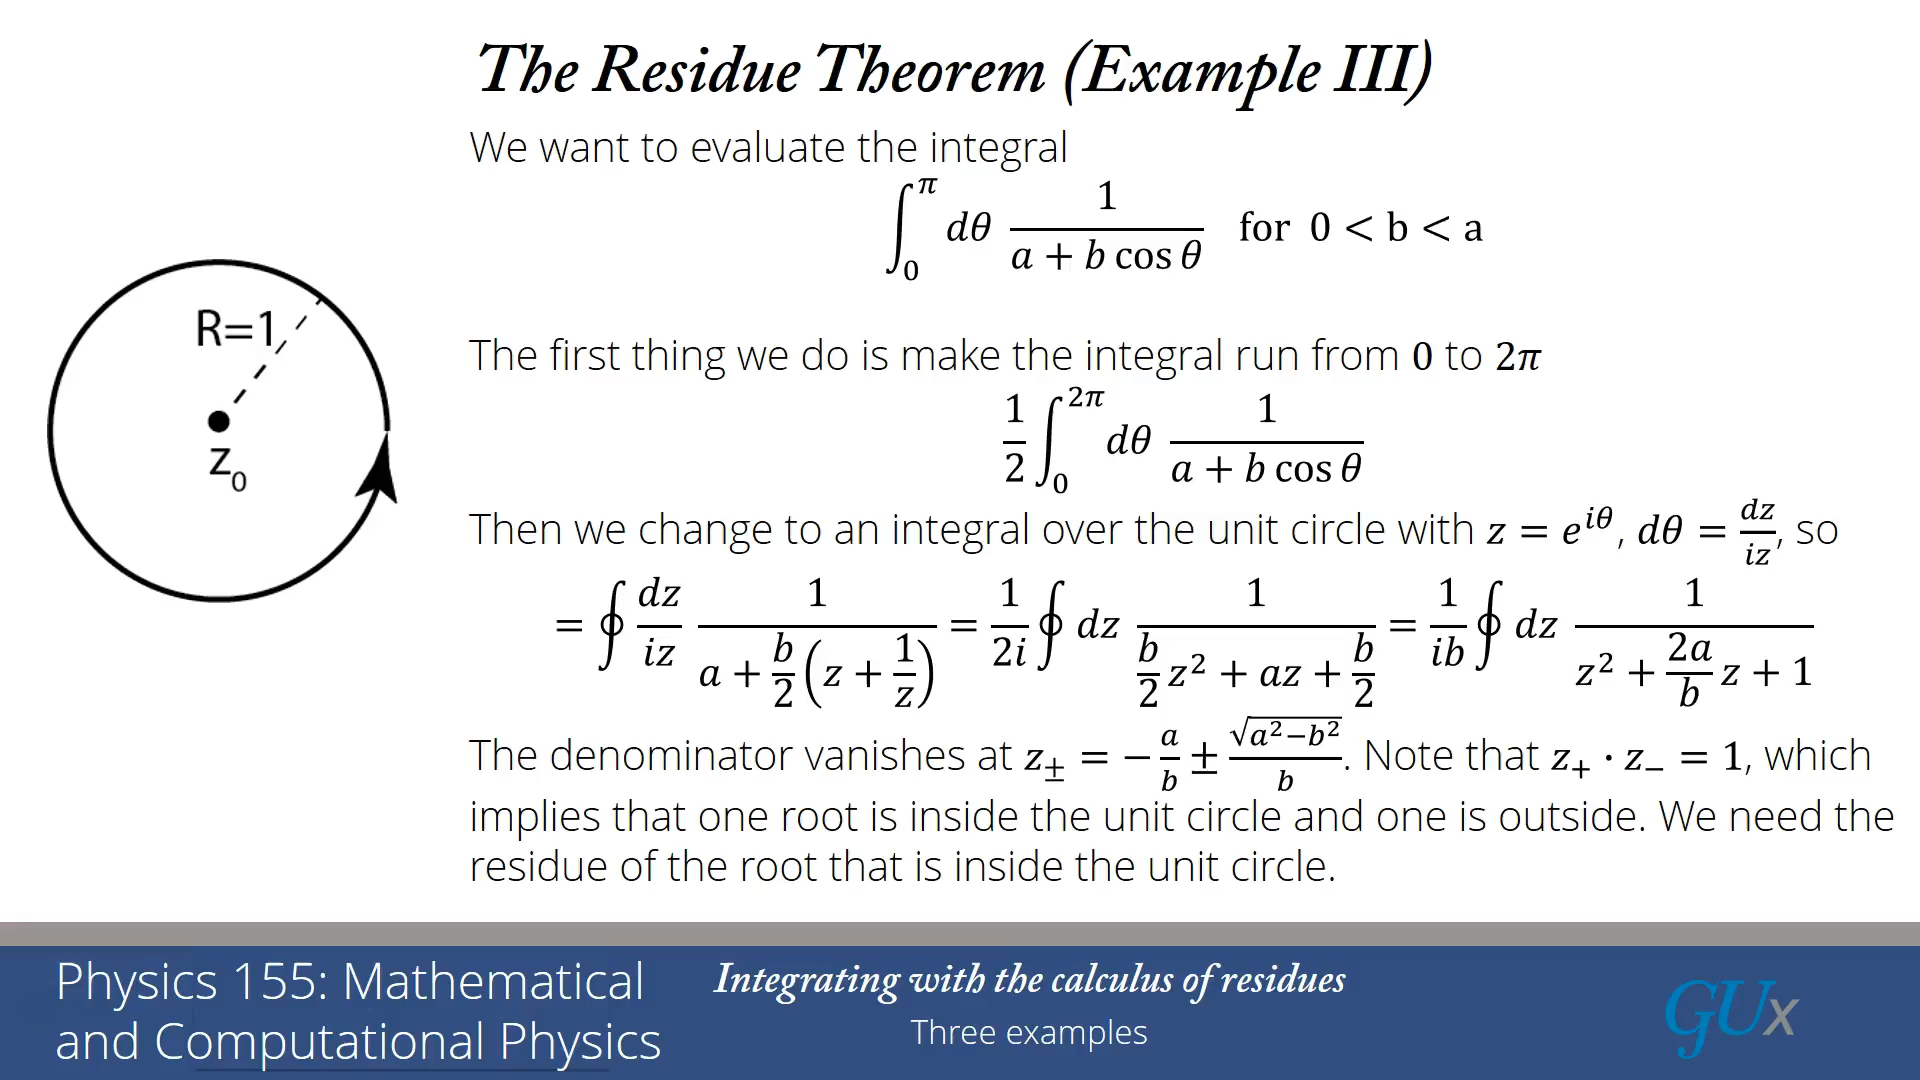 The Residue Theorem (Example III)
We want to evaluate the integral
∫₀^π dθ 1/(a + b cos θ) for 0 < b < a
R=1
z₀
The first thing we do is make the integral run from 0 to 2π
1/2 ∫₀^{2π} dθ 1/(a + b cos θ)
Then we change to an integral over the unit circle with z = e^{iθ}, dθ = dz/iz, so
= ∮ dz/iz 1/(a + b/2 (z + 1/z)) = 1/2i ∮ dz 1/(b/2 z² + az + b/2) = 1/ib ∮ dz 1/(z² + 2a/b z + 1)
The denominator vanishes at z± = − a/b ± √(a²−b²)/b. Note that z₊ · z₋ = 1, which
implies that one root is inside the unit circle and one is outside. We need the
residue of the root that is inside the unit circle.
Physics 155: Mathematical
and Computational Physics
Integrating with the calculus of residues
Three examples
GUx